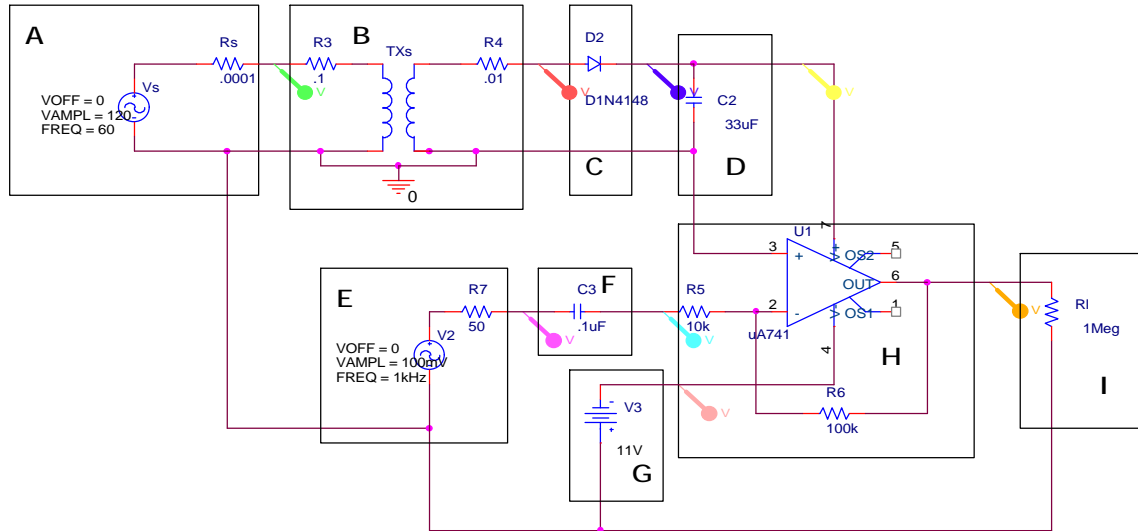 A
Rs
.0001
Vs
VOFF = 0
VAMPL = 120
FREQ = 60
V
B
R3
.1
TXs
R4
.01
0
V
D2
D1N4148
C
V
C2
33uF
D
V
E
R7
50
V2
VOFF = 0
VAMPL = 100mV
FREQ = 1kHz
V
F
C3
.1uF
V
R5
10k
U1
3
+
2
-
7
V+
OS2
5
OUT
6
OS1
1
V-
4
uA741
H
R6
100k
V
V3
-
+
11V
G
V
Rl
1Meg
I